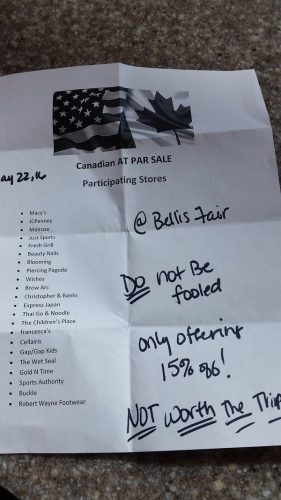 Canadian AT PAR SALE
Participating Stores
ay 22,16
@ Bellis Fair
• Macy's
• JCPenney
• Melrose
• Just Sports
• Fresh Grill
• Beauty Nails
• Blooming
• Piercing Pagoda
• Wishes
• Brow Arc
• Christopher & Banks
• Express Japan
• Thai Go & Noodle
• The Children's Place
• francesca's
• Cellairis
• Gap/Gap Kids
• The Wet Seal
• Gold N Time
• Sports Authority
• Buckle
• Robert Wayne Footwear
DO not Be
fooled
only offering
15% off!
NOT worth The Trip